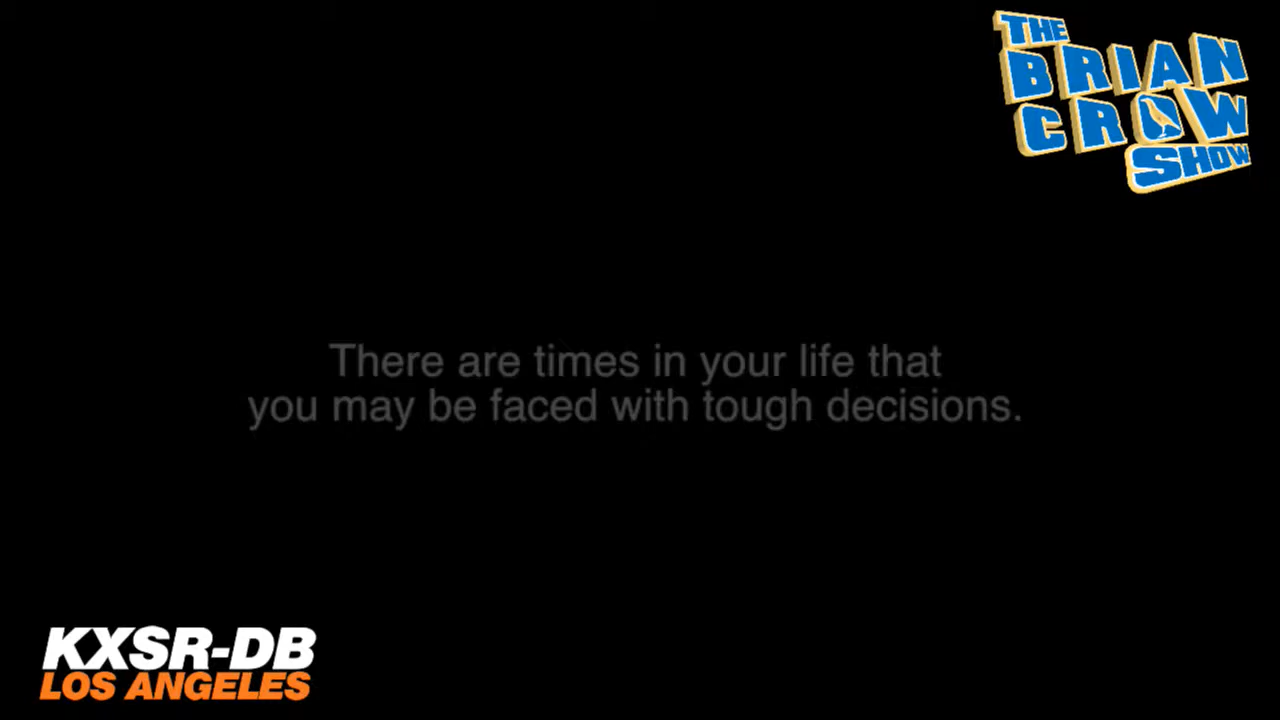 THE
BRIAN
CROW
SHOW
There are times in your life that
you may be faced with tough decisions.
KXSR-DB
LOS ANGELES